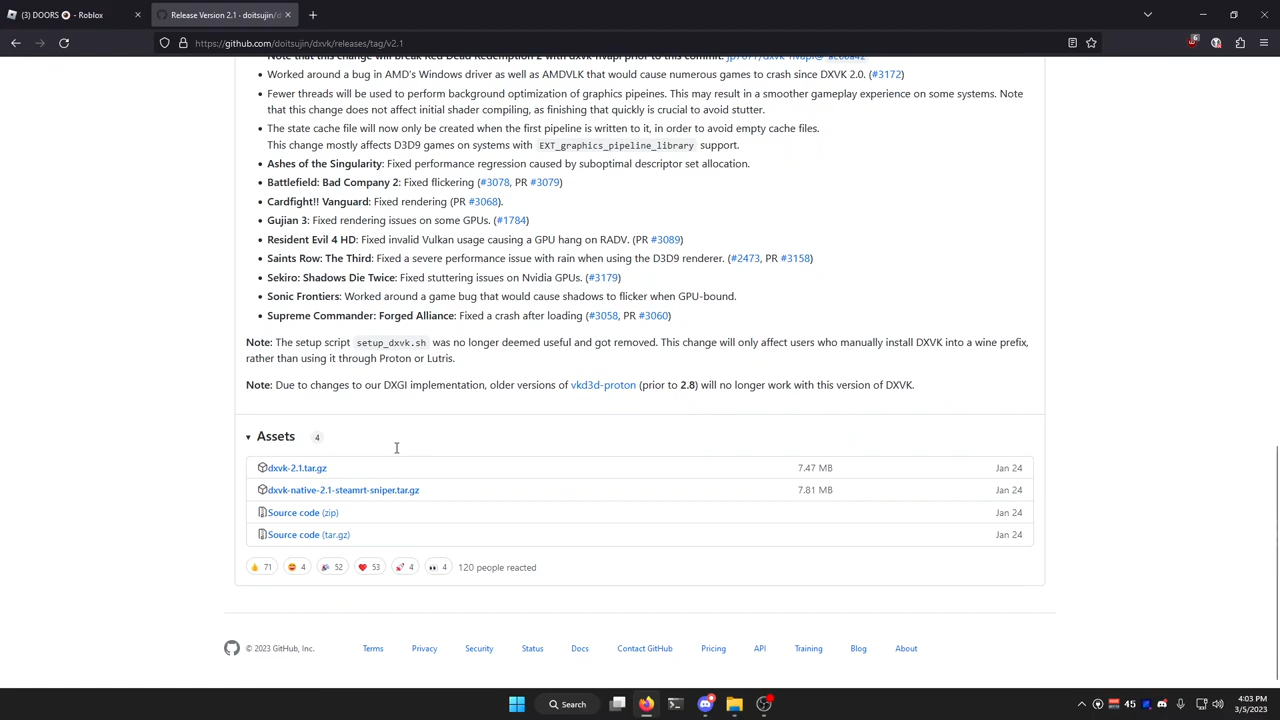 (3) DOORS - Roblox
Release Version 2.1 · doitsujin/d
https://github.com/doitsujin/dxvk/releases/tag/v2.1
Worked around a bug in AMD's Windows driver as well as AMDVLK that would cause numerous games to crash since DXVK 2.0. (#3172)
Fewer threads will be used to perform background optimization of graphics pipeines. This may result in a smoother gameplay experience on some systems. Note
that this change does not affect initial shader compiling, as finishing that quickly is crucial to avoid stutter.
The state cache file will now only be created when the first pipeline is written to it, in order to avoid empty cache files.
This change mostly affects D3D9 games on systems with EXT_graphics_pipeline_library support.
Ashes of the Singularity: Fixed performance regression caused by suboptimal descriptor set allocation.
Battlefield: Bad Company 2: Fixed flickering (#3078, PR #3079)
Cardfight!! Vanguard: Fixed rendering (PR #3068).
Gujian 3: Fixed rendering issues on some GPUs. (#1784)
Resident Evil 4 HD: Fixed invalid Vulkan usage causing a GPU hang on RADV. (PR #3089)
Saints Row: The Third: Fixed a severe performance issue with rain when using the D3D9 renderer. (#2473, PR #3158)
Sekiro: Shadows Die Twice: Fixed stuttering issues on Nvidia GPUs. (#3179)
Sonic Frontiers: Worked around a game bug that would cause shadows to flicker when GPU-bound.
Supreme Commander: Forged Alliance: Fixed a crash after loading (#3058, PR #3060)
Note: The setup script setup_dxvk.sh was no longer deemed useful and got removed. This change will only affect users who manually install DXVK into a wine prefix,
rather than using it through Proton or Lutris.
Note: Due to changes to our DXGI implementation, older versions of vkd3d-proton (prior to 2.8) will no longer work with this version of DXVK.
Assets 4
dxvk-2.1.tar.gz 7.47 MB Jan 24
dxvk-native-2.1-steamrt-sniper.tar.gz 7.81 MB Jan 24
Source code (zip) Jan 24
Source code (tar.gz) Jan 24
71 4 52 53 4 4 120 people reacted
© 2023 GitHub, Inc. Terms Privacy Security Status Docs Contact GitHub Pricing API Training Blog About
Search
45
4:03 PM
3/5/2023